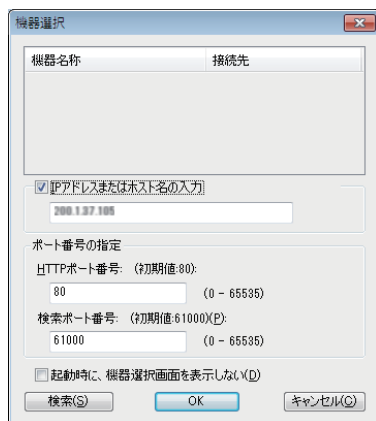 機器選択
機器名称 接続先
IPアドレスまたはホスト名の入力
200.1.37.105
ポート番号の指定
HTTPポート番号: (初期値:80):
80 (0 - 65535)
検索ポート番号: (初期値:61000)(P):
61000 (0 - 65535)
起動時に、機器選択画面を表示しない(D)
検索(S) OK キャンセル(C)